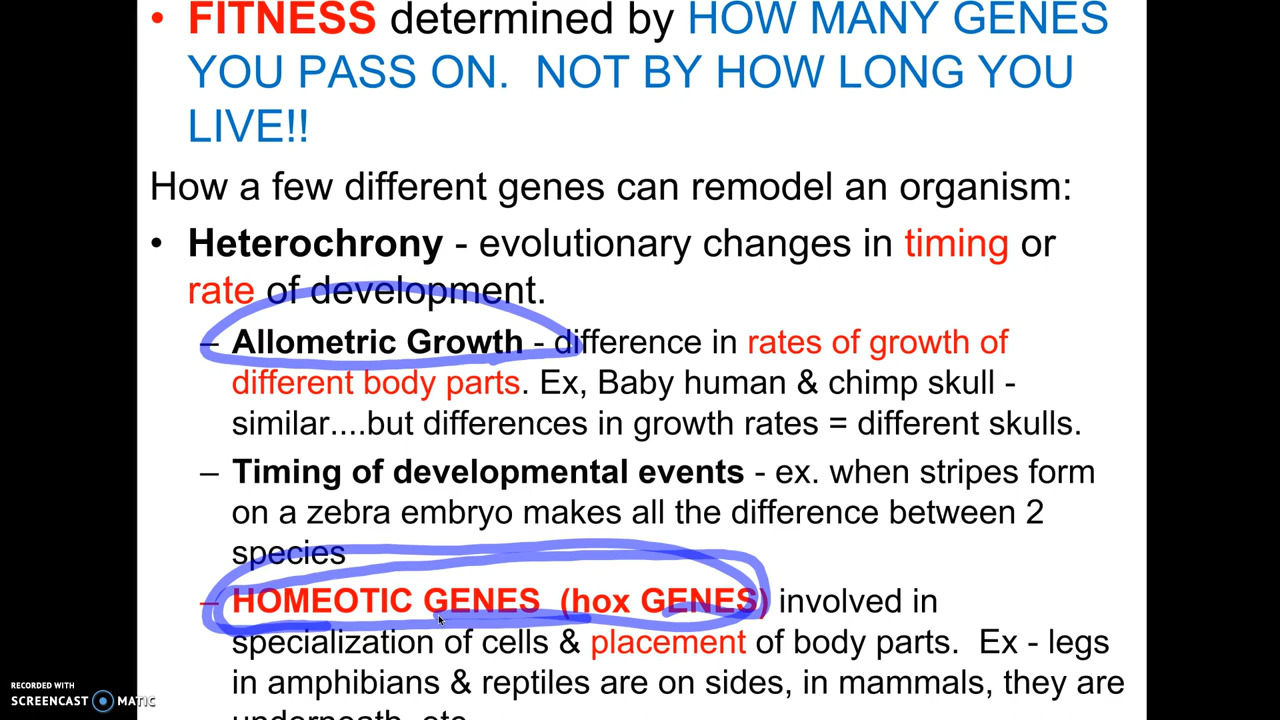 • FITNESS determined by HOW MANY GENES
YOU PASS ON. NOT BY HOW LONG YOU
LIVE!!
How a few different genes can remodel an organism:
• Heterochrony - evolutionary changes in timing or
rate of development.
– Allometric Growth - difference in rates of growth of
different body parts. Ex, Baby human & chimp skull -
similar....but differences in growth rates = different skulls.
– Timing of developmental events - ex. when stripes form
on a zebra embryo makes all the difference between 2
species
– HOMEOTIC GENES (hox GENES) involved in
specialization of cells & placement of body parts. Ex - legs
in amphibians & reptiles are on sides, in mammals, they are
underneath, etc
RECORDED WITH
SCREENCAST MATIC